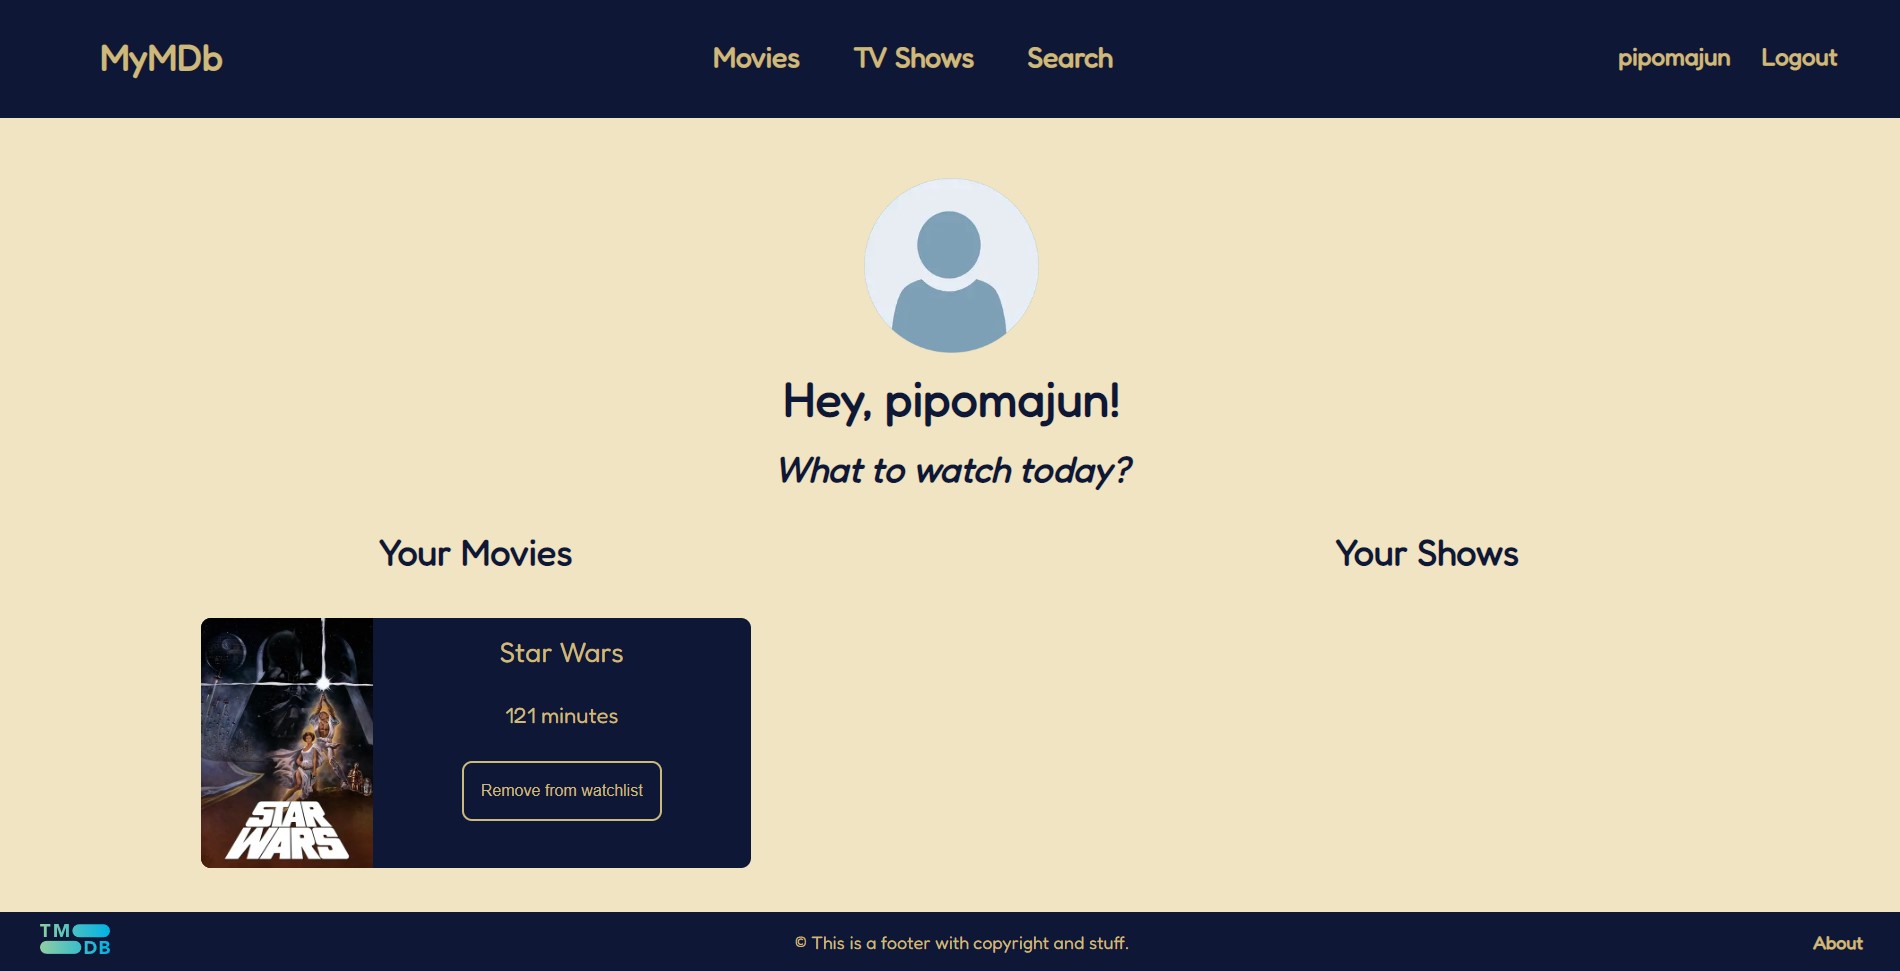 MyMDb
Movies TV Shows Search
pipomajun Logout
Hey, pipomajun!
What to watch today?
Your Movies
Your Shows
STAR
WARS
Star Wars
121 minutes
Remove from watchlist
TM
DB
© This is a footer with copyright and stuff.
About